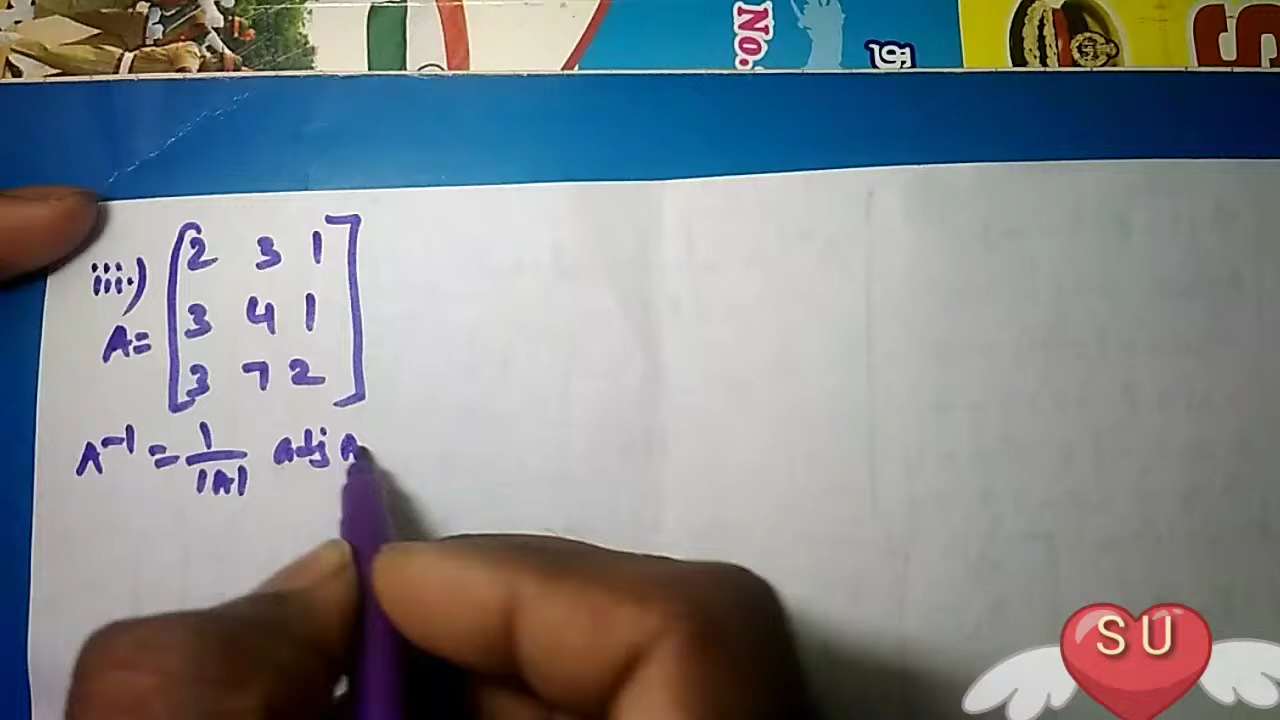 No.
S
iii.)
A = [2 3 1
3 4 1
3 7 2]
A⁻¹ = 1/|A| adj A
SU